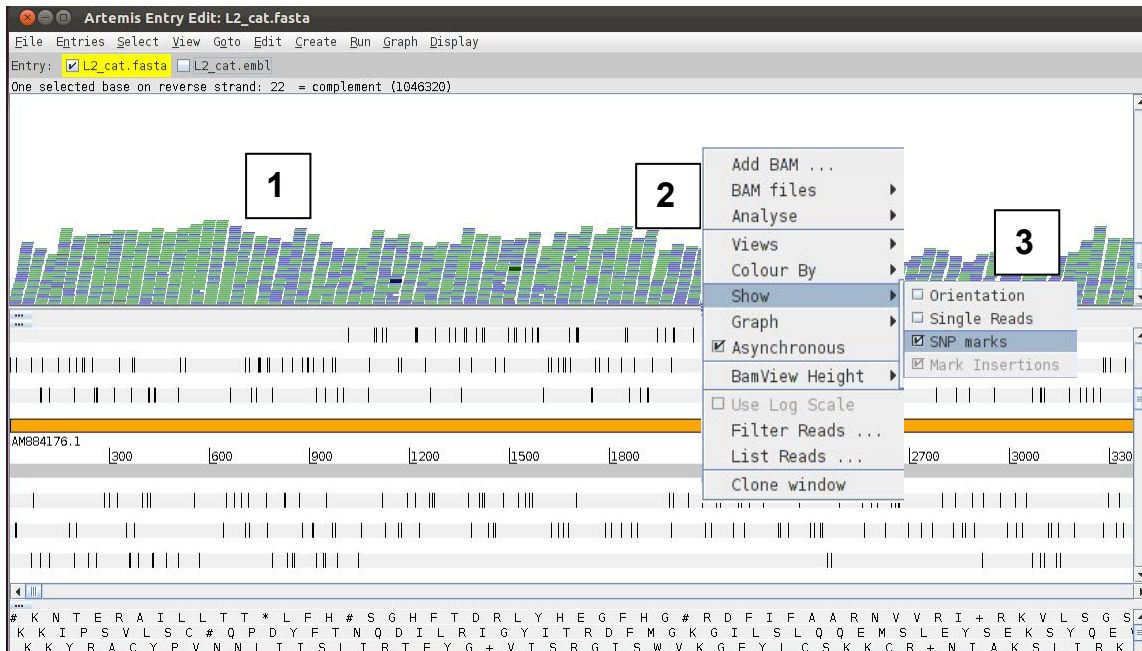 Artemis Entry Edit: L2_cat.fasta
File Entries Select View Goto Edit Create Run Graph Display
Entry: L2_cat.fasta L2_cat.embl
One selected base on reverse strand: 22 = complement (1046320)
1
2
3
Add BAM ...
BAM files
Analyse
Views
Colour By
Show
Orientation
Single Reads
SNP marks
Mark Insertions
Graph
Asynchronous
BamView Height
Use Log Scale
Filter Reads ...
List Reads ...
Clone window
AM884176.1
300 600 900 1200 1500 1800 2700 3000 330
# K N T E R A I L L T T * L F H # S G H F T D R L Y H E G F H G # R D F I F A A R N V V R I + R K V L S G S
K K I P S V L S C # Q P D Y F T N Q D I L R I G Y I T R D F M G K G I L S L Q Q E M S L E Y S E K S Y Q E
K K Y R A C Y P V N N L I I S L I R T F Y G + V I S R G I S W V K G F Y L C S K K C R + N I A K S L I R K